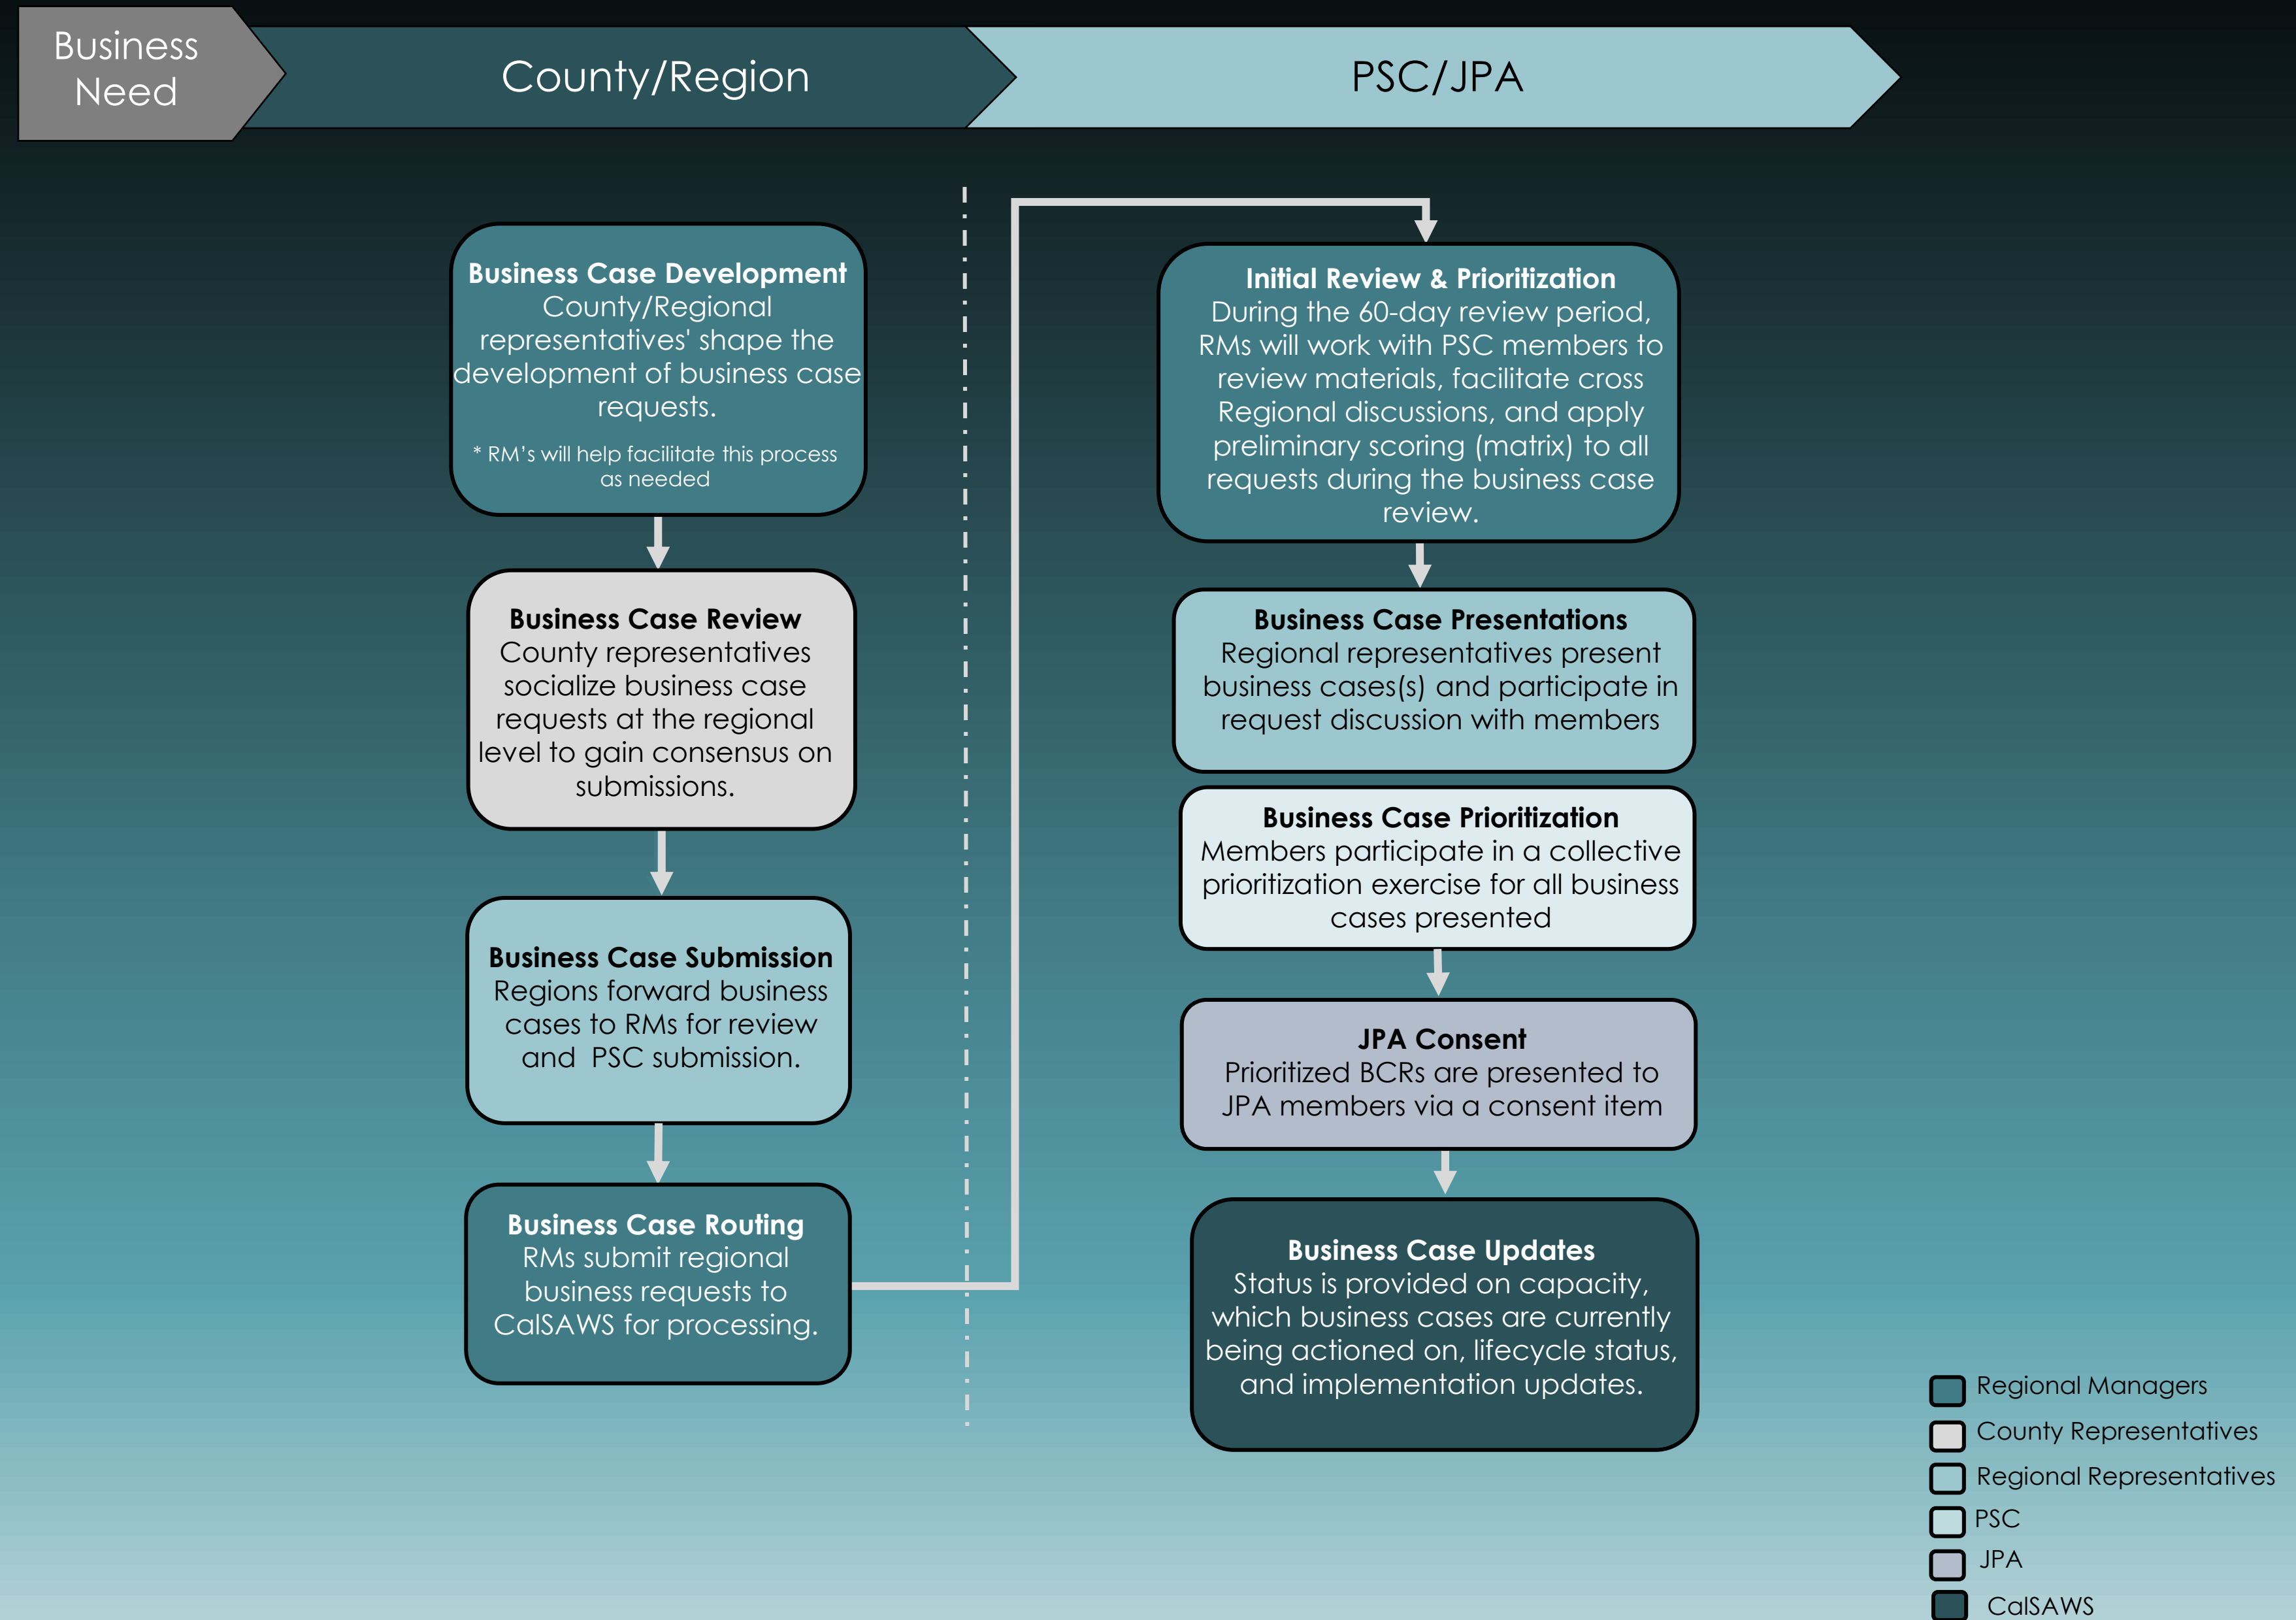 Business
Need
County/Region
PSC/JPA
Business Case Development
County/Regional
representatives' shape the
development of business case
requests.
* RM's will help facilitate this process
as needed
Business Case Review
County representatives
socialize business case
requests at the regional
level to gain consensus on
submissions.
Business Case Submission
Regions forward business
cases to RMs for review
and PSC submission.
Business Case Routing
RMs submit regional
business requests to
CalSAWS for processing.
Initial Review & Prioritization
During the 60-day review period,
RMs will work with PSC members to
review materials, facilitate cross
Regional discussions, and apply
preliminary scoring (matrix) to all
requests during the business case
review.
Business Case Presentations
Regional representatives present
business cases(s) and participate in
request discussion with members
Business Case Prioritization
Members participate in a collective
prioritization exercise for all business
cases presented
JPA Consent
Prioritized BCRs are presented to
JPA members via a consent item
Business Case Updates
Status is provided on capacity,
which business cases are currently
being actioned on, lifecycle status,
and implementation updates.
Regional Managers
County Representatives
Regional Representatives
PSC
JPA
CalSAWS